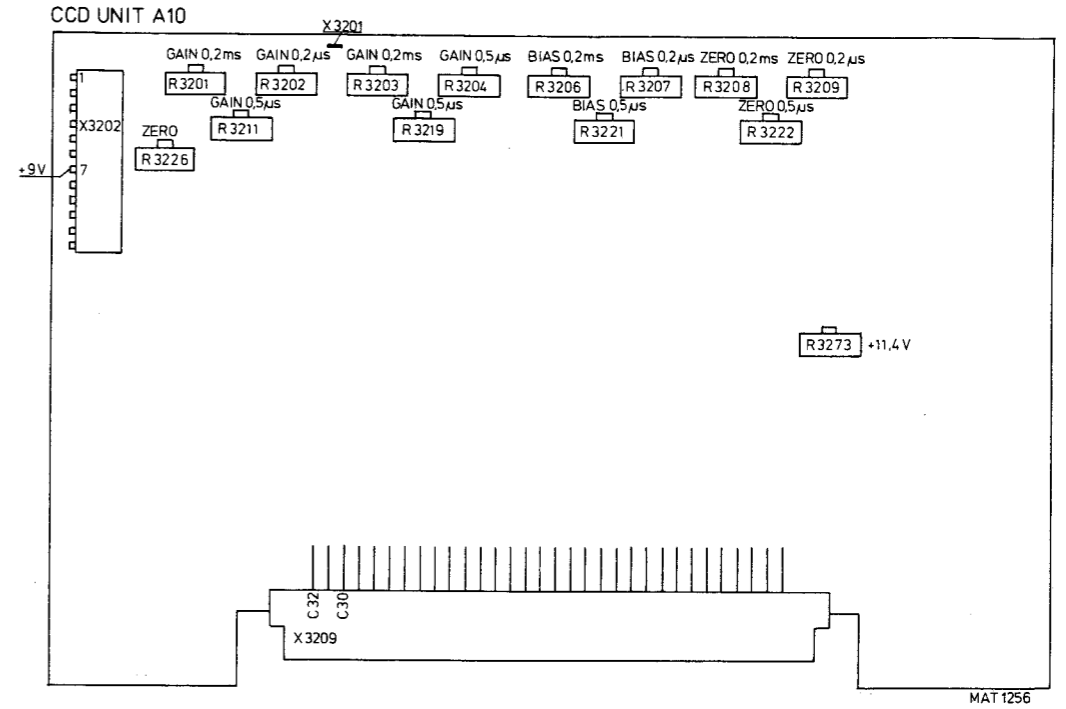 CCD UNIT A10
X3201
GAIN 0,2ms GAIN 0,2µs GAIN 0,2ms GAIN 0,5µs BIAS 0,2ms BIAS 0,2µs ZERO 0,2ms ZERO 0,2µs
R3201 R3202 R3203 R3204 R3206 R3207 R3208 R3209
1
GAIN 0,5µs GAIN 0,5µs BIAS 0,5µs ZERO 0,5µs
X3202 ZERO R3211 R3219 R3221 R3222
R3226
+9V 7
R3273 +11,4V
C32 C30
X3209
MAT 1256